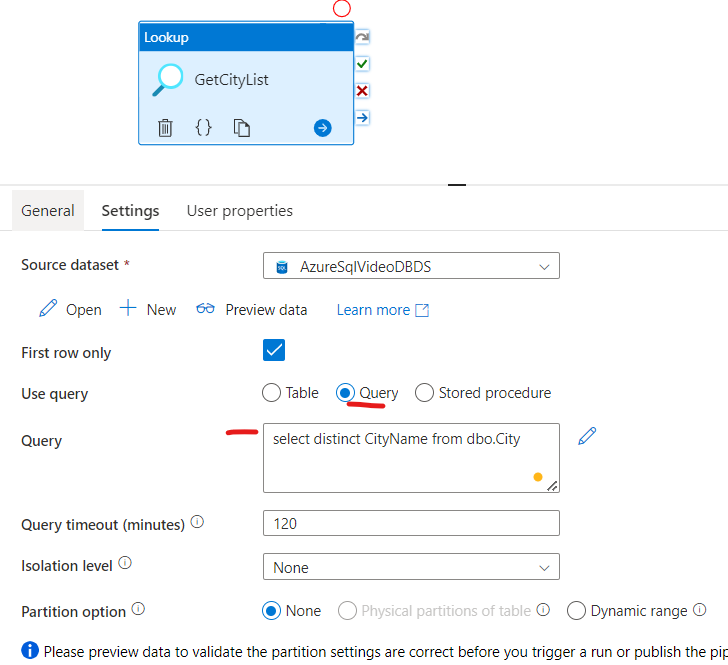 Lookup
GetCityList
{}
General Settings User properties
Source dataset * AzureSqlVideoDBDS
Open New Preview data Learn more
First row only
Use query Table Query Stored procedure
Query select distinct CityName from dbo.City
Query timeout (minutes) 120
Isolation level None
Partition option None Physical partitions of table Dynamic range
Please preview data to validate the partition settings are correct before you trigger a run or publish the pip